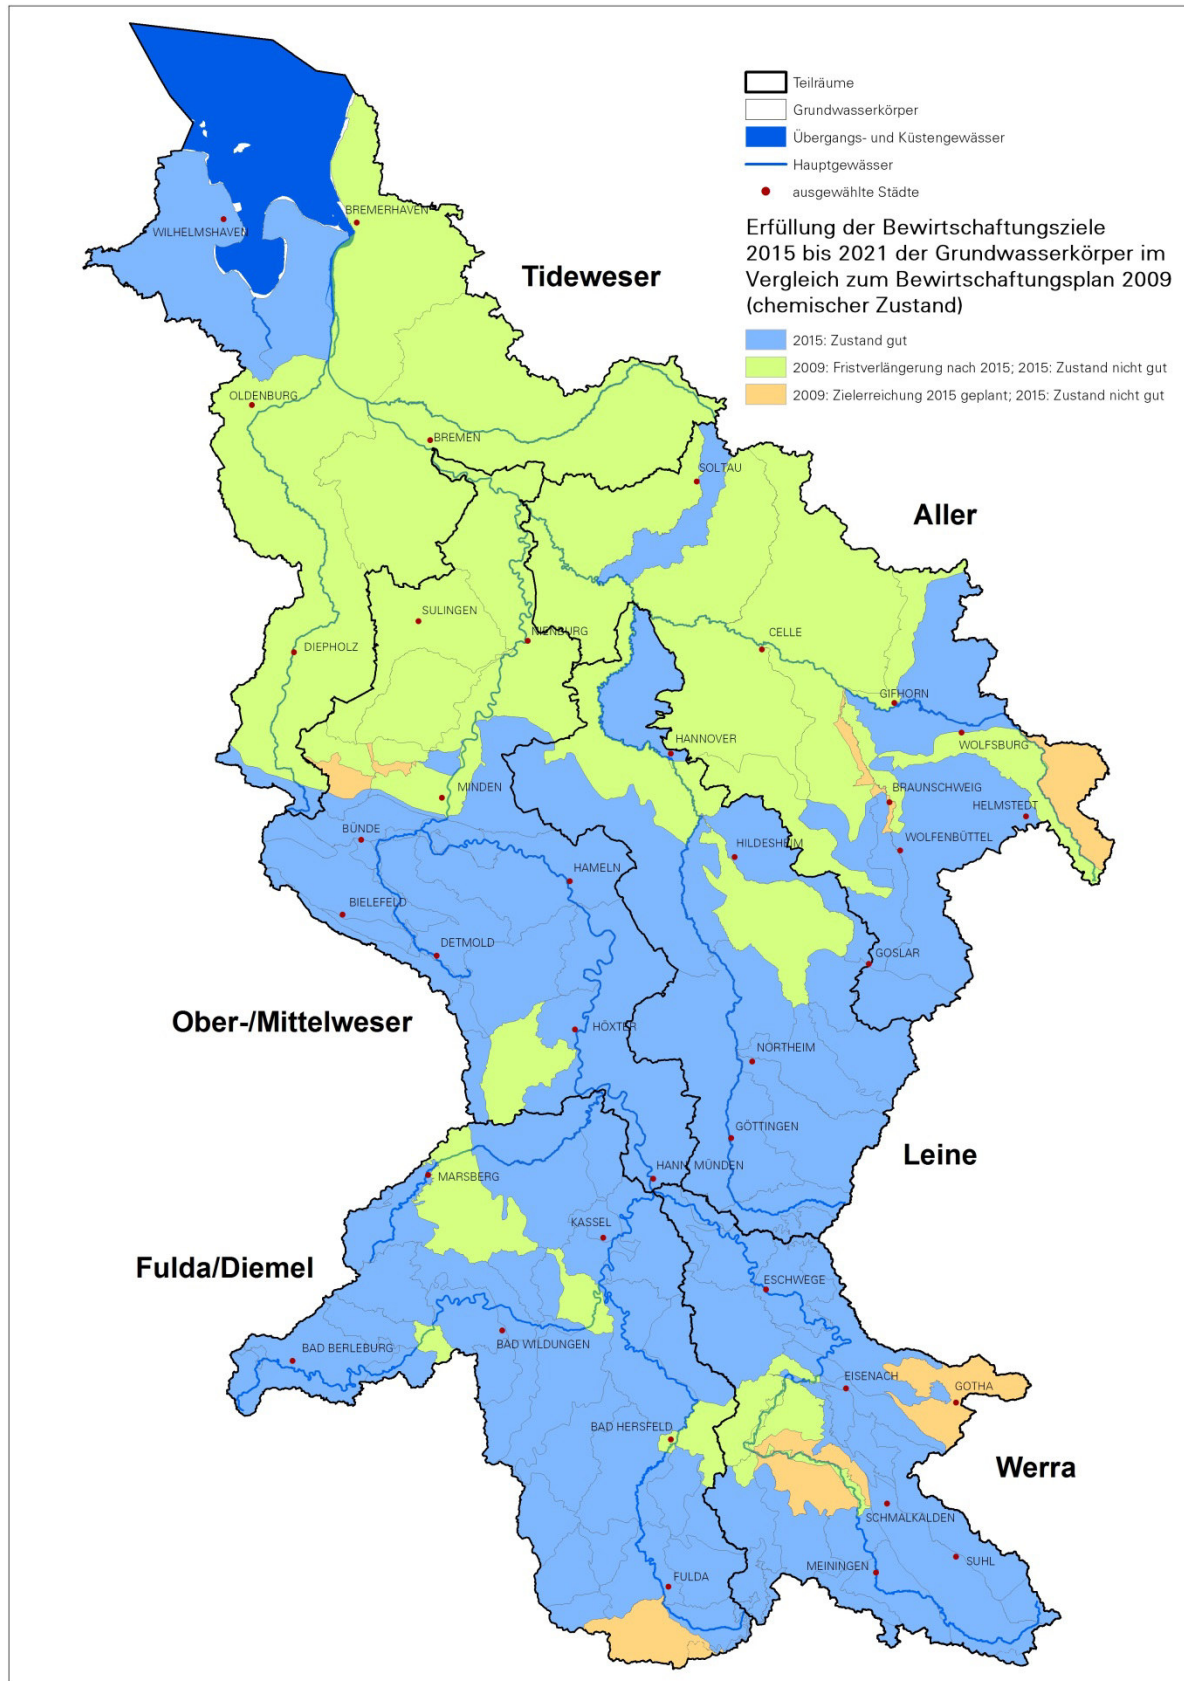 Teilräume
Grundwasserkörper
Übergangs- und Küstengewässer
Hauptgewässer
ausgewählte Städte
Erfüllung der Bewirtschaftungsziele
2015 bis 2021 der Grundwasserkörper im
Vergleich zum Bewirtschaftungsplan 2009
(chemischer Zustand)
2015: Zustand gut
2009: Fristverlängerung nach 2015; 2015: Zustand nicht gut
2009: Zielerreichung 2015 geplant; 2015: Zustand nicht gut
BREMERHAVEN
WILHELMSHAVEN
Tideweser
OLDENBURG
BREMEN
SOLTAU
Aller
SULINGEN
NIENBURG
CELLE
DIEPHOLZ
GIFHORN
HANNOVER
WOLFSBURG
MINDEN
BRAUNSCHWEIG
HELMSTEDT
BÜNDE
WOLFENBÜTTEL
HILDESHEIM
HAMELN
BIELEFELD
DETMOLD
GOSLAR
Ober-/Mittelweser
HÖXTER
NORTHEIM
GÖTTINGEN
Leine
HANN. MÜNDEN
MARSBERG
KASSEL
Fulda/Diemel
ESCHWEGE
BAD WILDUNGEN
BAD BERLEBURG
EISENACH
GOTHA
BAD HERSFELD
Werra
SCHMALKALDEN
SUHL
MEININGEN
FULDA